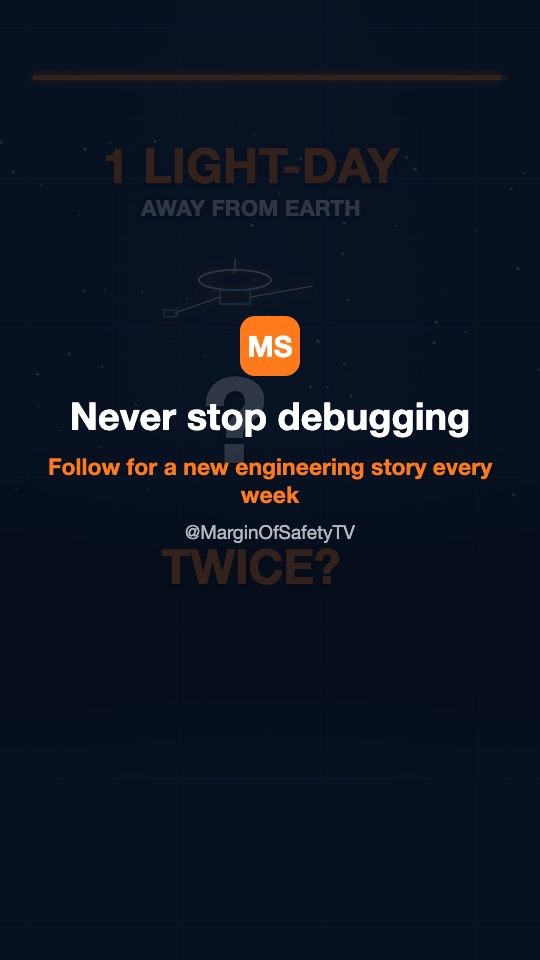 1 LIGHT-DAY
AWAY FROM EARTH
MS
?
Never stop debugging
Follow for a new engineering story every
week
@MarginOfSafetyTV
TWICE?